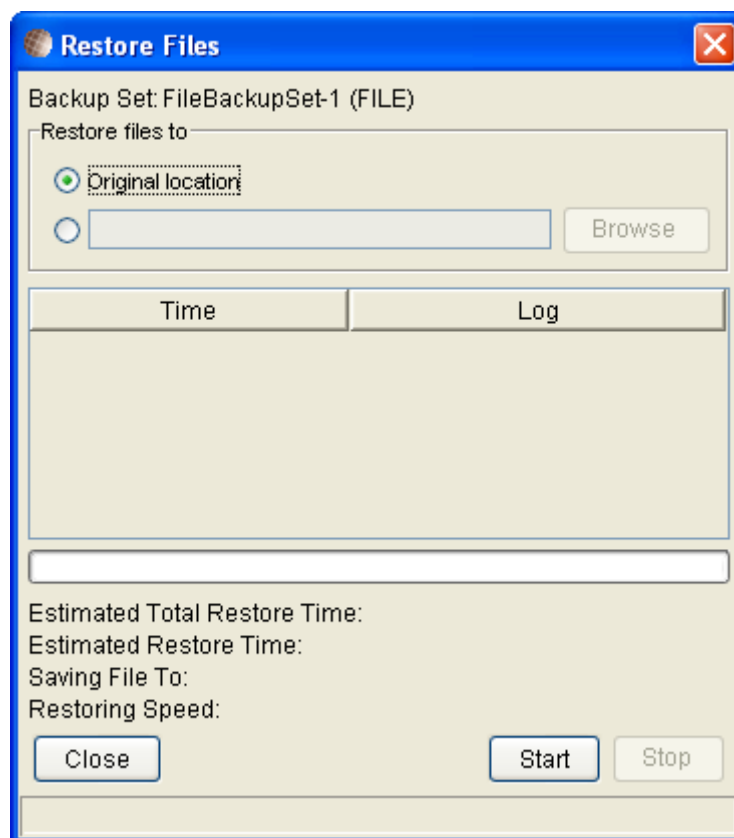 Restore Files
Backup Set: FileBackupSet-1 (FILE)
Restore files to
Original location
Browse
Time Log
Estimated Total Restore Time:
Estimated Restore Time:
Saving File To:
Restoring Speed:
Close Start Stop